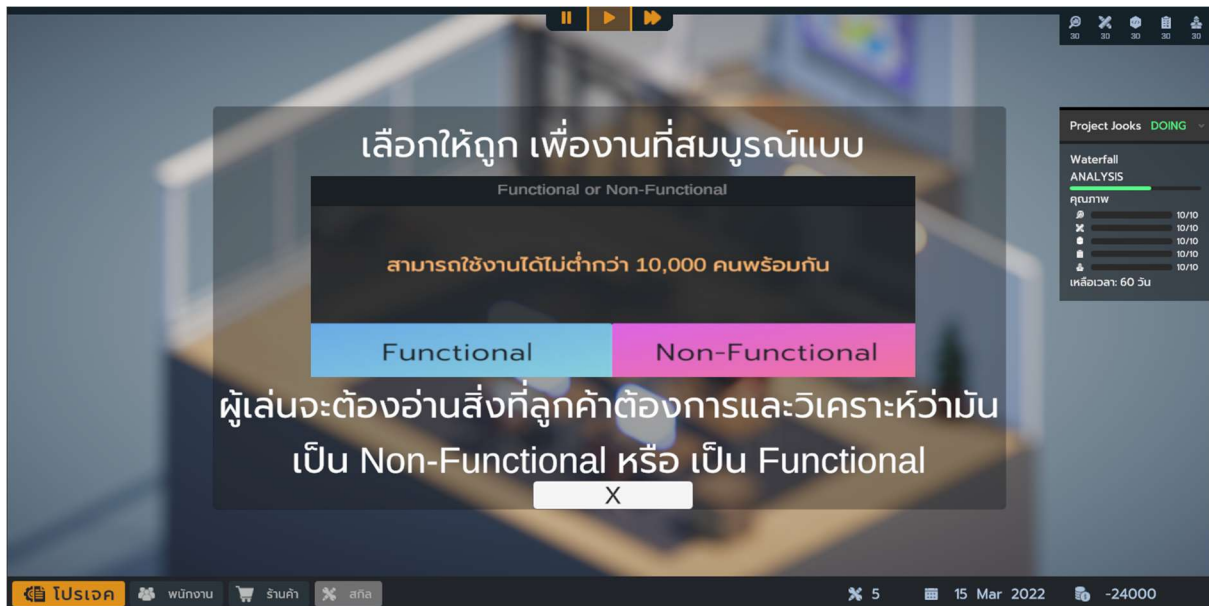 30 30 30 30 30
Project Jooks DOING
Waterfall
ANALYSIS
คุณภาพ
10/10
10/10
10/10
10/10
10/10
เหลือเวลา: 60 วัน
เลือกให้ถูก เพื่องานที่สมบูรณ์แบบ
Functional or Non-Functional
สามารถใช้งานได้ไม่ต่ำกว่า 10,000 คนพร้อมกัน
Functional Non-Functional
ผู้เล่นจะต้องอ่านสิ่งที่ลูกค้าต้องการและวิเคราะห์ว่ามัน
เป็น Non-Functional หรือ เป็น Functional
X
โปรเจค พนักงาน ร้านค้า สกิล 5 15 Mar 2022 -24000